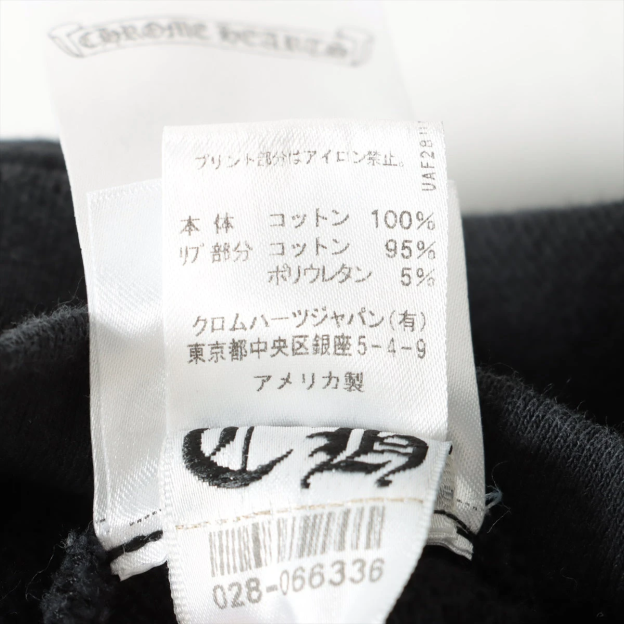 CHROME HEARTS
プリント部分はアイロン禁止。
本体 コットン 100%
リブ部分 コットン 95%
ポリウレタン 5%
クロムハーツジャパン(有)
東京都中央区銀座5-4-9
アメリカ製
028-066336